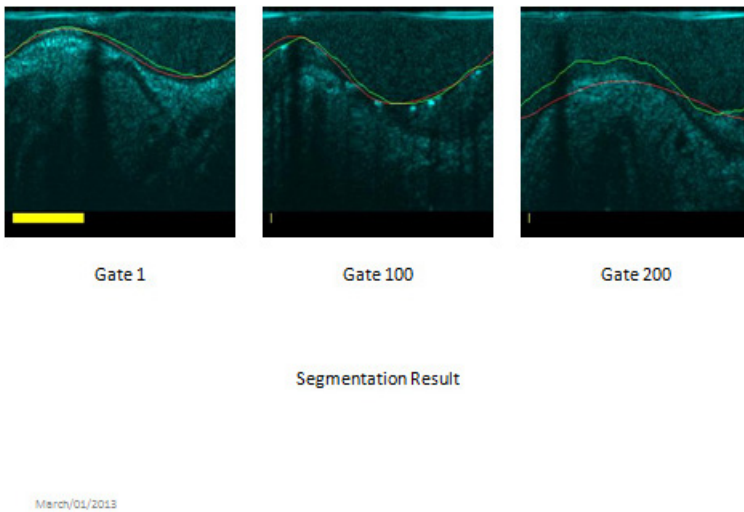 Gate 1
Gate 100
Gate 200
Segmentation Result
March/01/2013